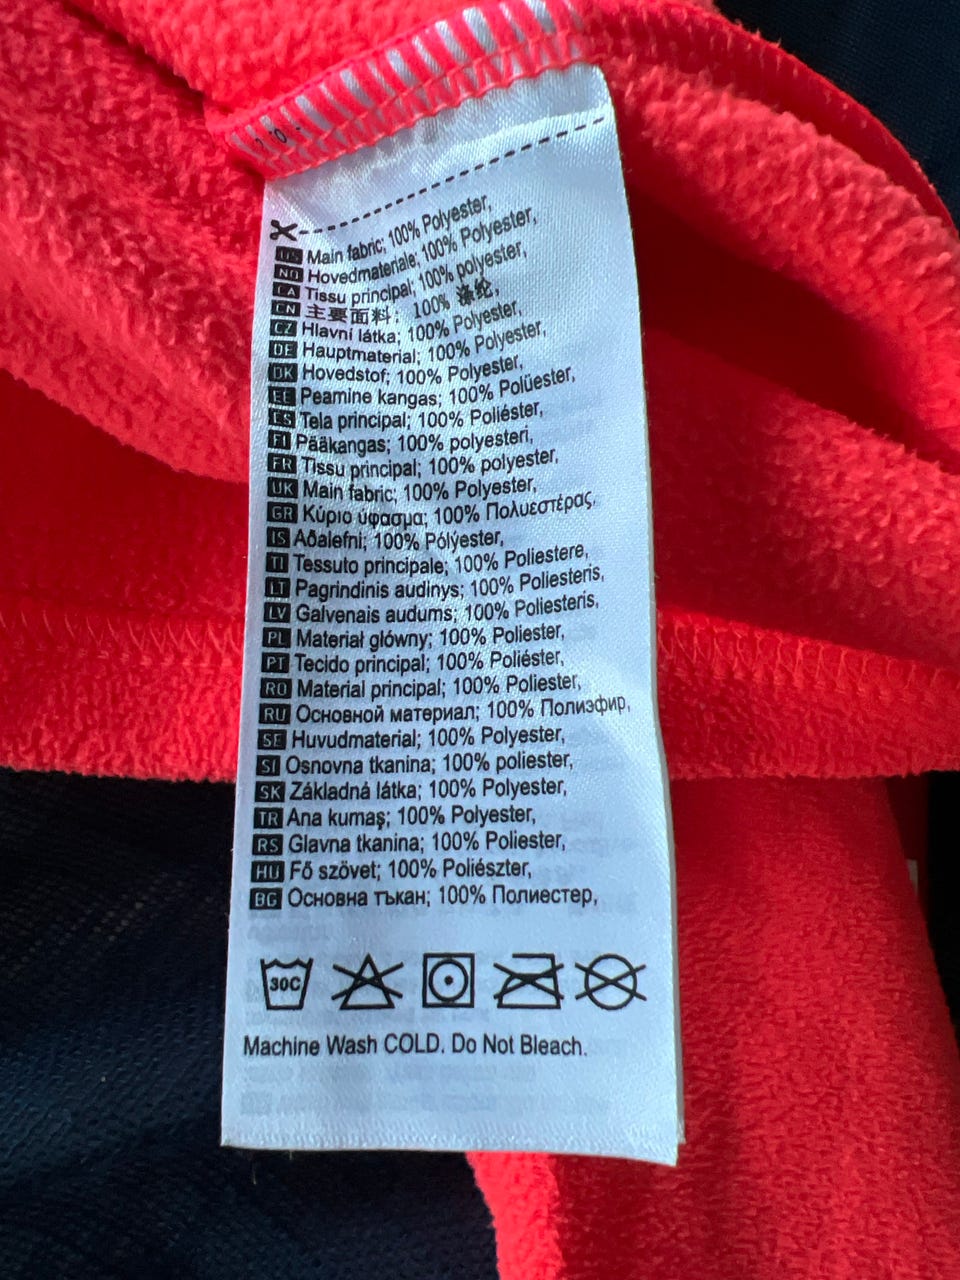 US Main fabric; 100% Polyester,
NO Hovedmateriale; 100% Polyester,
CA Tissu principal; 100% polyester,
CN 主要面料: 100% 涤纶,
CZ Hlavní látka; 100% Polyester,
DE Hauptmaterial; 100% Polyester,
DK Hovedstof; 100% Polyester,
EE Peamine kangas; 100% Polüester,
ES Tela principal; 100% Poliéster,
FI Pääkangas; 100% polyesteri,
FR Tissu principal; 100% polyester,
UK Main fabric; 100% Polyester,
GR Κύριο ύφασμα; 100% Πολυεστέρας,
IS Aðalefni; 100% Pólýester,
TI Tessuto principale; 100% Poliestere,
LT Pagrindinis audinys; 100% Poliesteris,
LV Galvenais audums; 100% Poliesteris,
PL Materiał główny; 100% Poliester,
PT Tecido principal; 100% Poliéster,
RO Material principal; 100% Poliester,
RU Основной материал; 100% Полиэфир,
SE Huvudmaterial; 100% Polyester,
SI Osnovna tkanina; 100% poliester,
SK Základná látka; 100% Polyester,
TR Ana kumaş; 100% Polyester,
RS Glavna tkanina; 100% Poliester,
HU Fő szövet; 100% Poliészter,
BG Основна тъкан; 100% Полиестер,
30C
Machine Wash COLD. Do Not Bleach.